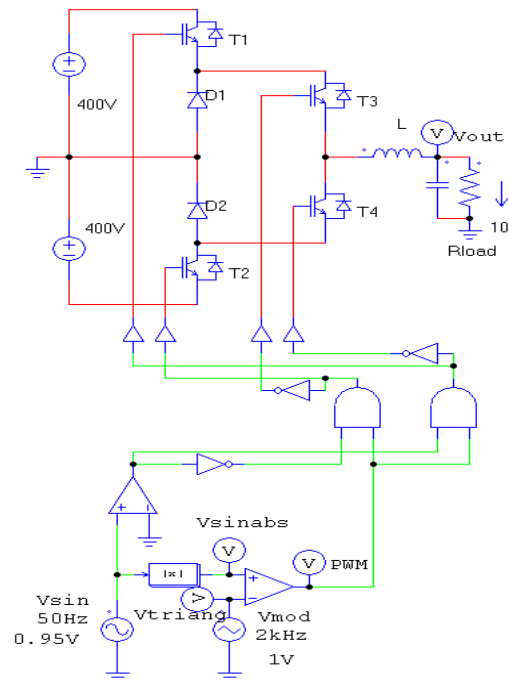 T1
400V
D1
T3
L
V
Vout
D2
T4
400V
T2
10
Rload
Vsinabs
V
V
PWM
|x|
+
-
+
-
Vsin
50Hz
0.95V
Vtriang
V
Vmod
2kHz
1V